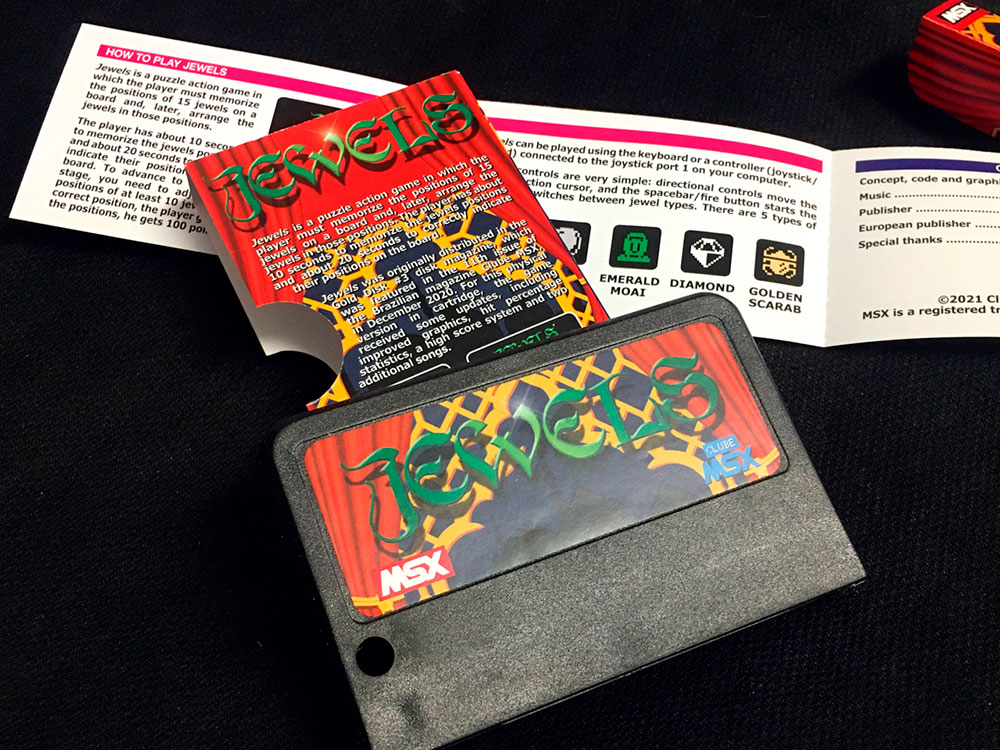 HOW TO PLAY JEWELS
Jewels is a puzzle action game in
which the player must memorize
the positions of 15 jewels on a
board and, later, arrange the
jewels in those positions.
The player has about 10
to memorize the jewels
and about 20 seconds to
indicate their
board. To advance to
stage, you need to
positions of at least 10
correct position, the player
the positions, he gets 100
can be played using the keyboard or a controller (joystick/
connected to the joystick port 1 on your computer.
controls are very simple: directional controls move the
cursor, and the Spacebar/fire button starts the
switches between jewel types. There are 5 types of
EMERALD
MOAI
DIAMOND
GOLDEN
SCARAB
Concept, code and
Music
Publisher
European publisher
Special thanks
©2021
MSX is a registered
MSX
JEWELS
Jewels is a puzzle action game in which the
player must memorize the positions of 15
jewels on a board and, later, arrange the
jewels in those positions. The player has about
10 seconds to memorize the jewels positions
and about 20 seconds to correctly indicate
their positions on the board.
Jewels was originally distributed in the
Gold Disk #3 disk magazine, which
was featured in the 11th issue of
the Brazilian magazine Clube MSX,
in December 2020. For this physical
version in cartridge, the game
received some updates, including
improved graphics, hit percentage
statistics, a high score system and two
additional songs.
JEWELS
JEWELS
CLUBE
MSX
MSX